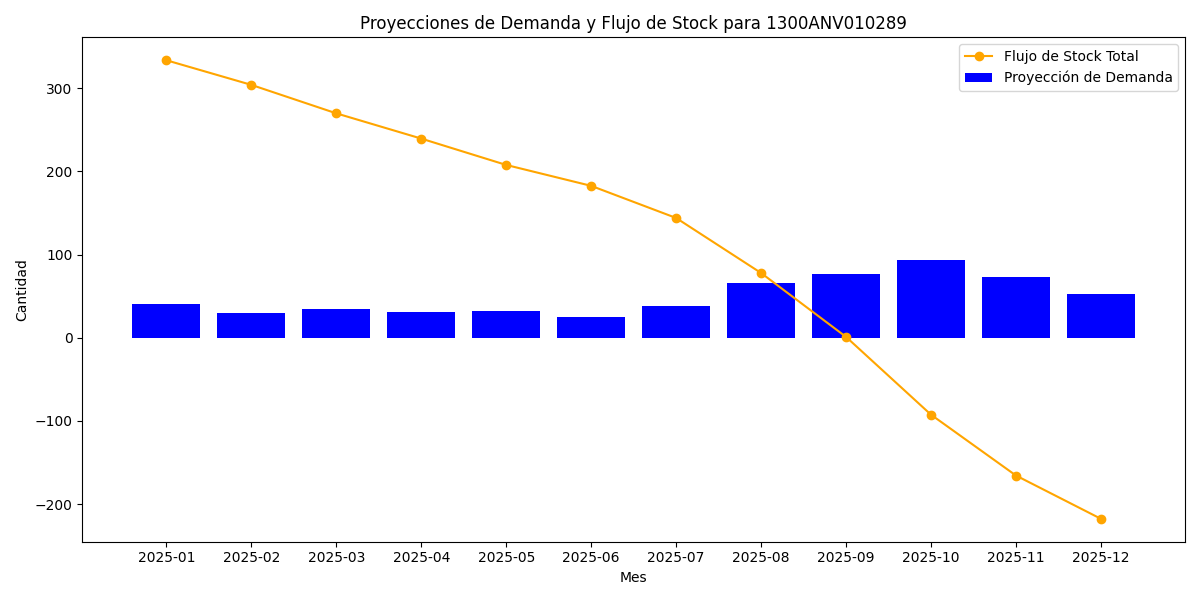 Proyecciones de Demanda y Flujo de Stock para 1300ANV010289
Flujo de Stock Total
Proyección de Demanda
Cantidad
300
200
100
0
−100
−200
2025-01 2025-02 2025-03 2025-04 2025-05 2025-06 2025-07 2025-08 2025-09 2025-10 2025-11 2025-12
Mes